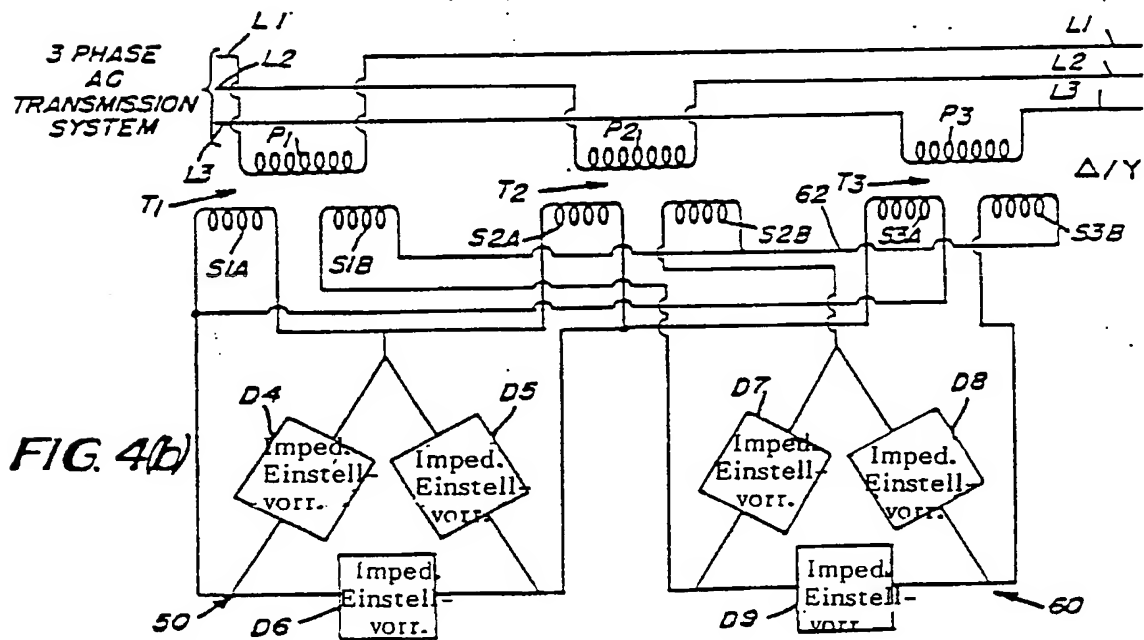 L1
3 PHASE
AC
TRANSMISSION
SYSTEM
L2
L3
L1
L2
L3
P1
P2
P3
Δ/Y
T1
T2
T3
62
S1A
S1B
S2A
S2B
S3A
S3B
D4
D5
D7
D8
FIG. 4(b)
Imped.
Einstell-
vorr.
Imped.
Einstell-
vorr.
Imped.
Einstell-
vorr.
Imped.
Einstell-
vorr.
Imped.
Einstell-
vorr.
Imped.
Einstell-
vorr.
50
D6
D9
60